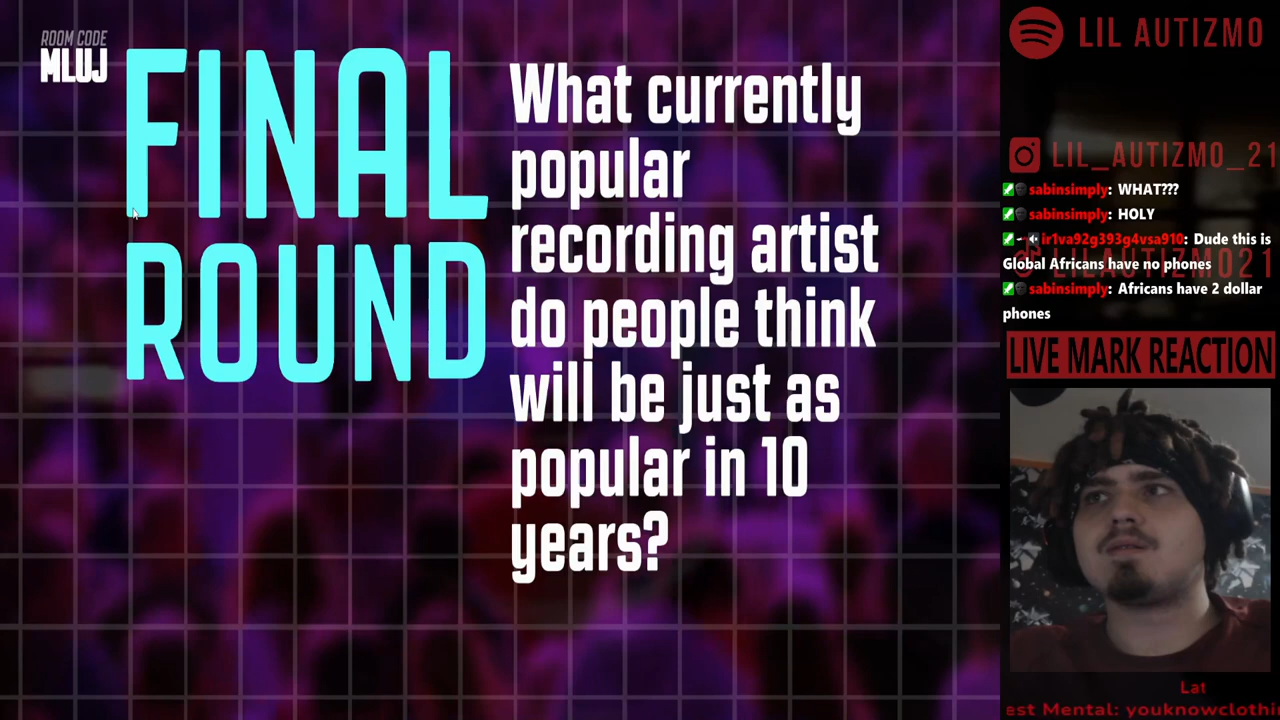 ROOM CODE
MLUJ
FINAL
ROUND
What currently
popular
recording artist
do people think
will be just as
popular in 10
years?
LIL AUTIZMO
LIL_AUTIZMO_21
sabinsimply: WHAT???
sabinsimply: HOLY
ir1va92g393g4vsa910: Dude this is
Global Africans have no phones
LILAUTIZMO21
sabinsimply: Africans have 2 dollar
phones
LIVE MARK REACTION
Lat
est Mental: youknowclothi